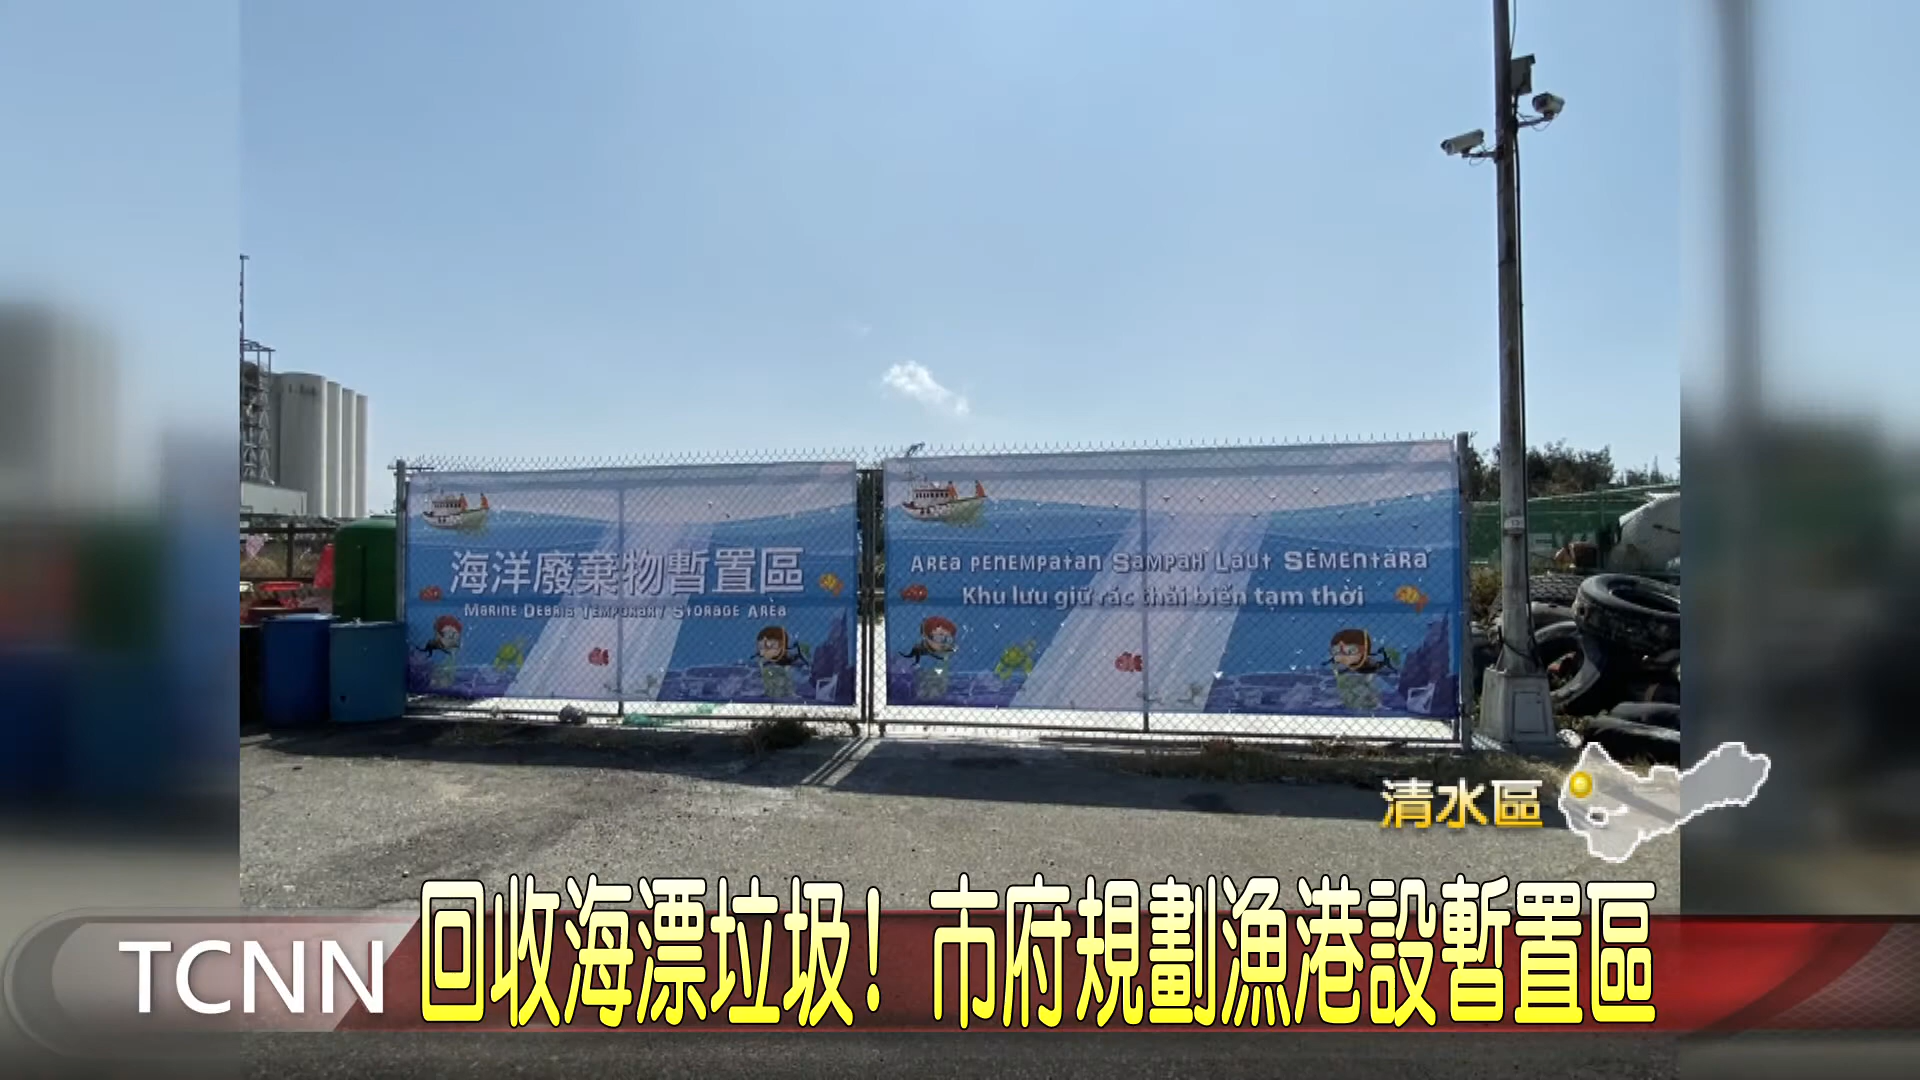 海洋廢棄物暫置區
Marine Debris Temporary Storage Area
Area Penempatan Sampah Laut Sementara
Khu lưu giữ rác thải biển tạm thời
清水區
TCNN
回收海漂垃圾! 市府規劃漁港設暫置區